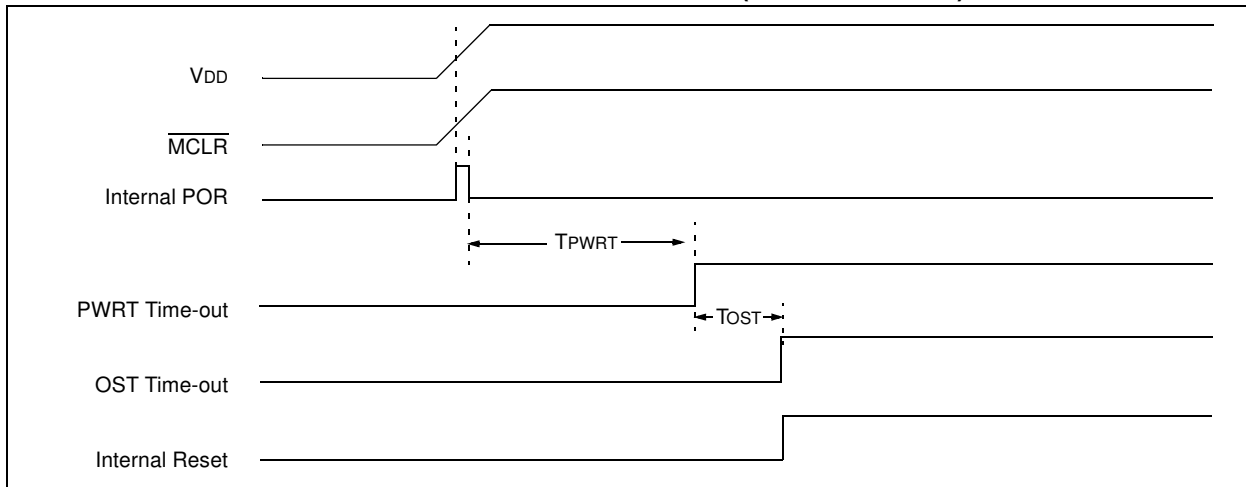 VDD
MCLR
Internal POR
TPWRT
PWRT Time-out
TOST
OST Time-out
Internal Reset